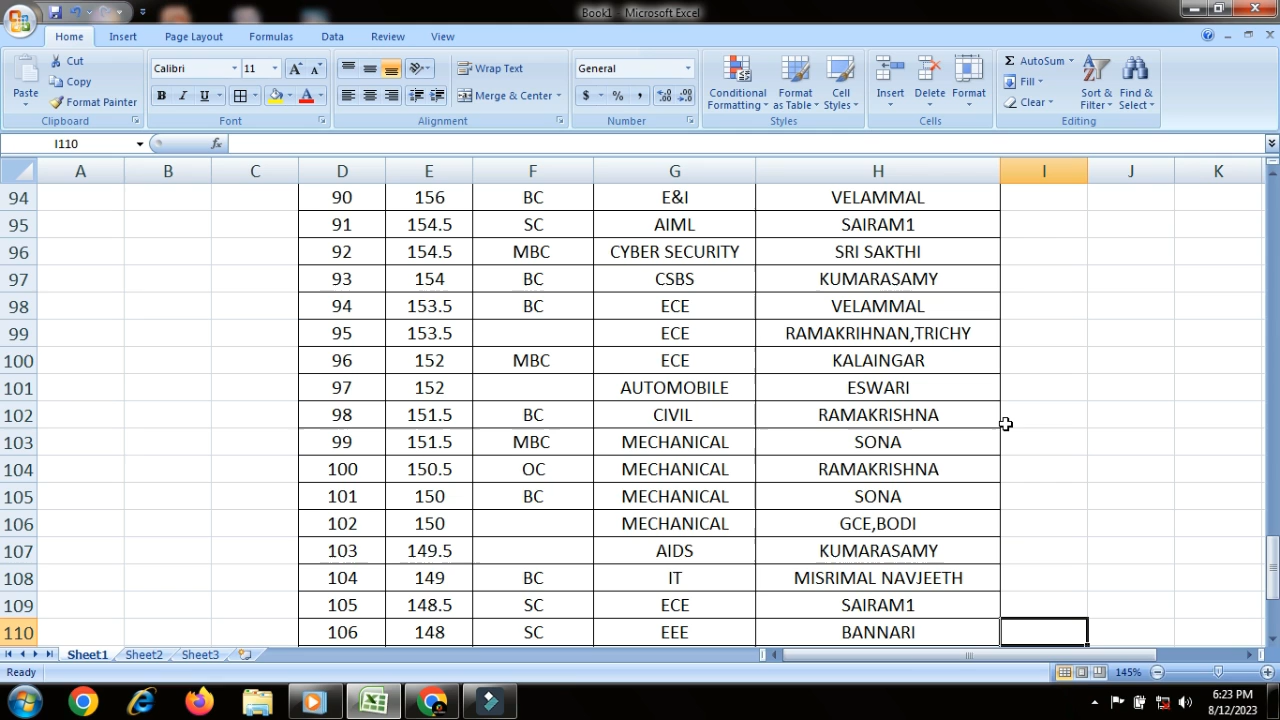 Book1 - Microsoft Excel
Home Insert Page Layout Formulas Data Review View
Cut Calibri 11 Wrap Text General AutoSum
Copy Fill
Paste Format Painter B I U Merge & Center $ % , Conditional Formatting Format as Table Cell Styles Insert Delete Format Clear Sort & Filter Find & Select
Clipboard Font Alignment Number Styles Cells Editing
I110 fx
A B C D E F G H I J K
94 90 156 BC E&I VELAMMAL
95 91 154.5 SC AIML SAIRAM1
96 92 154.5 MBC CYBER SECURITY SRI SAKTHI
97 93 154 BC CSBS KUMARASAMY
98 94 153.5 BC ECE VELAMMAL
99 95 153.5 ECE RAMAKRIHNAN,TRICHY
100 96 152 MBC ECE KALAINGAR
101 97 152 AUTOMOBILE ESWARI
102 98 151.5 BC CIVIL RAMAKRISHNA
103 99 151.5 MBC MECHANICAL SONA
104 100 150.5 OC MECHANICAL RAMAKRISHNA
105 101 150 BC MECHANICAL SONA
106 102 150 MECHANICAL GCE,BODI
107 103 149.5 AIDS KUMARASAMY
108 104 149 BC IT MISRIMAL NAVJEETH
109 105 148.5 SC ECE SAIRAM1
110 106 148 SC EEE BANNARI
Sheet1 Sheet2 Sheet3
Ready 145%
6:23 PM
8/12/2023